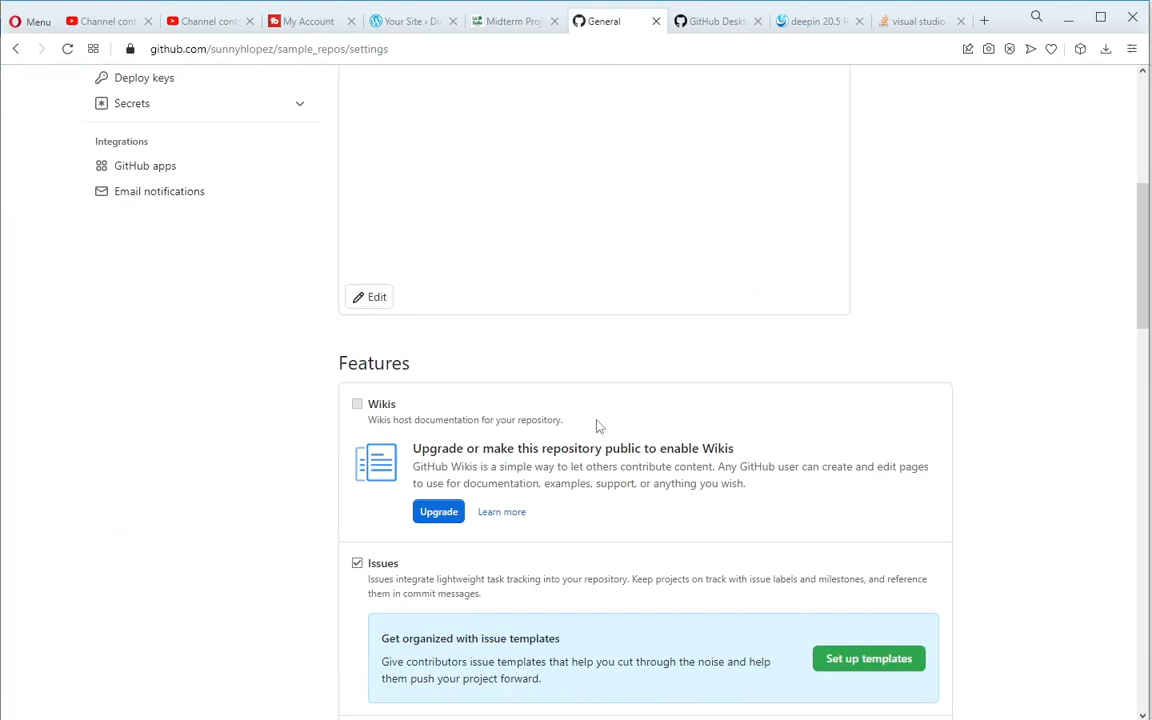 Menu
Channel cont
Channel cont
My Account
Your Site ‹ D
Midterm Proj
General
GitHub Deskt
deepin 20.5 R
visual studio
github.com/sunnyhlopez/sample_repos/settings
Deploy keys
Secrets
Integrations
GitHub apps
Email notifications
Edit
Features
Wikis
Wikis host documentation for your repository.
Upgrade or make this repository public to enable Wikis
GitHub Wikis is a simple way to let others contribute content. Any GitHub user can create and edit pages
to use for documentation, examples, support, or anything you wish.
Upgrade
Learn more
Issues
Issues integrate lightweight task tracking into your repository. Keep projects on track with issue labels and milestones, and reference
them in commit messages.
Get organized with issue templates
Give contributors issue templates that help you cut through the noise and help
them push your project forward.
Set up templates